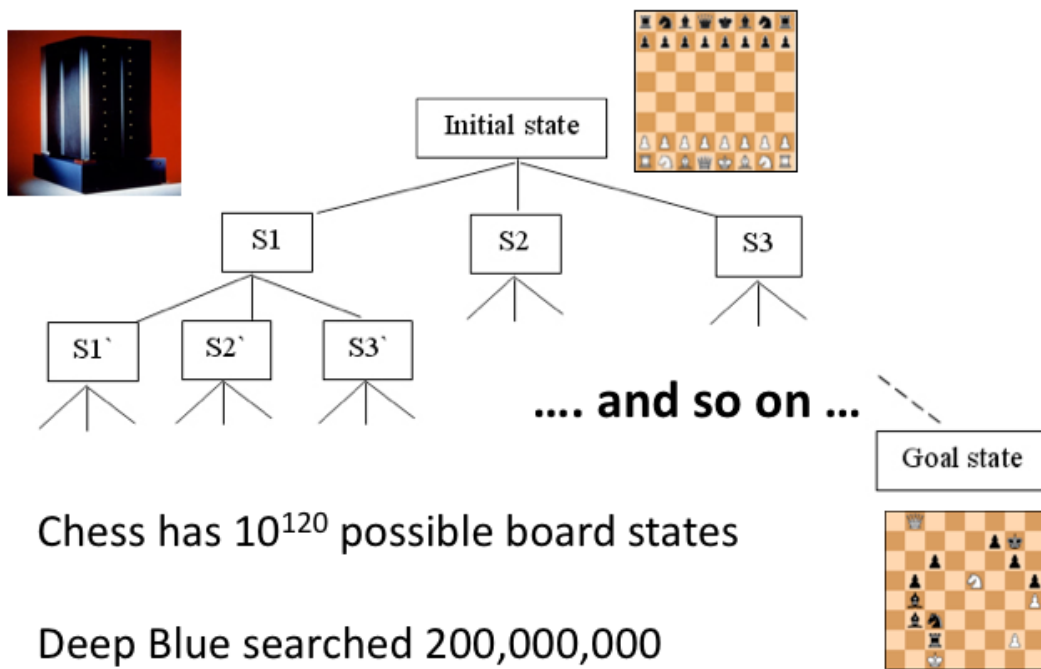 Initial state
S1
S2
S3
S1`
S2`
S3`
.... and so on ...
Goal state
Chess has 10¹²⁰ possible board states
Deep Blue searched 200,000,000